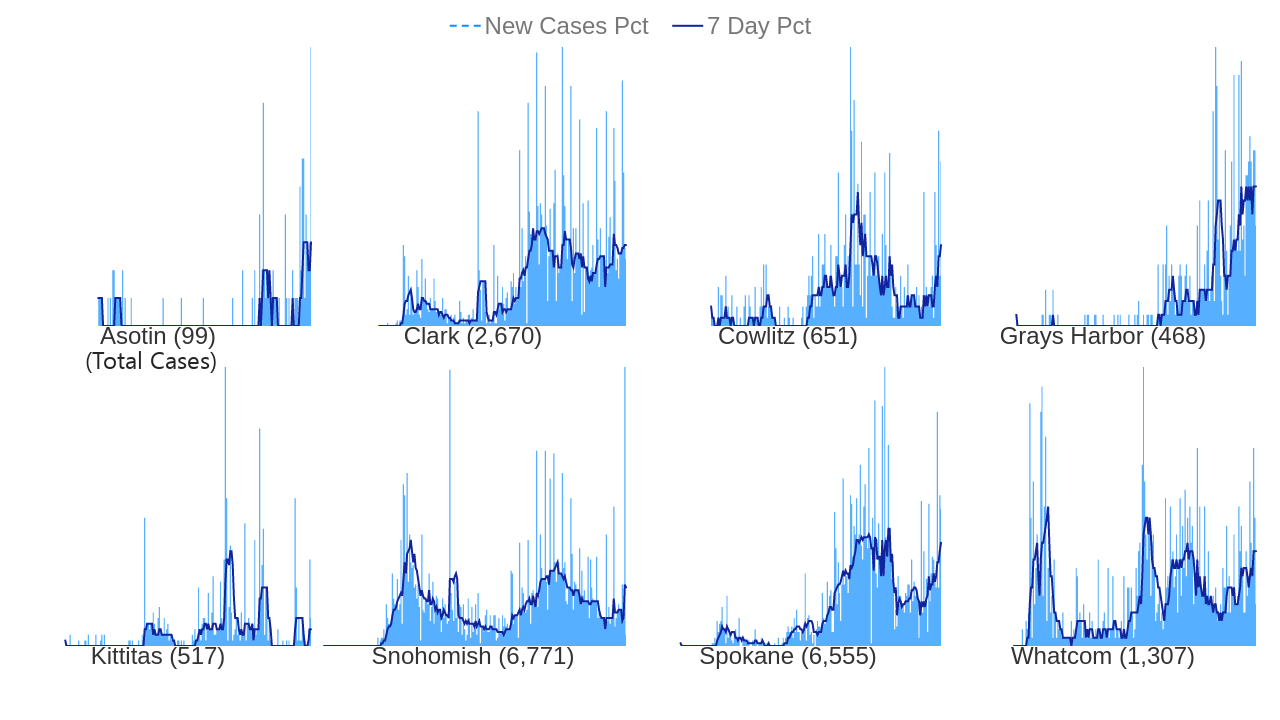 New Cases Pct 7 Day Pct
Asotin (99) Clark (2,670) Cowlitz (651) Grays Harbor (468)
(Total Cases)
Kittitas (517) Snohomish (6,771) Spokane (6,555) Whatcom (1,307)